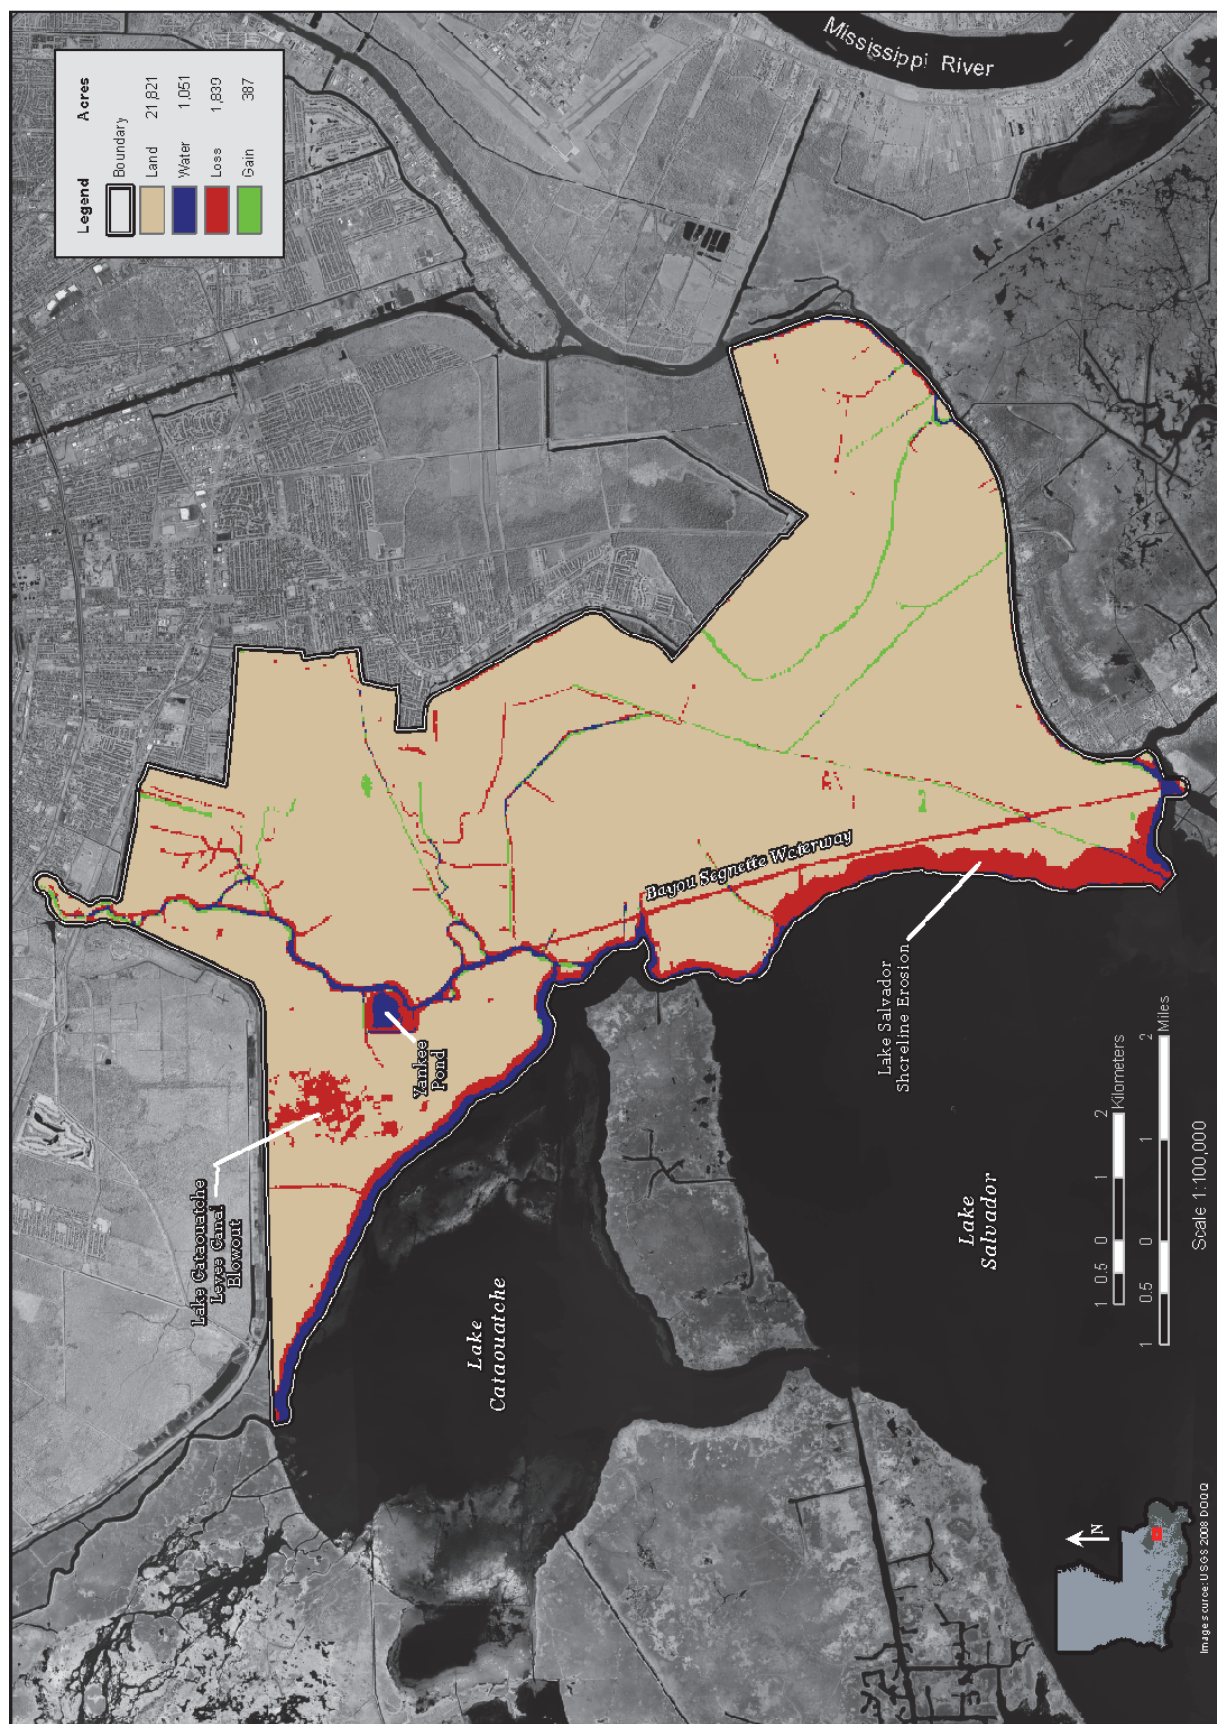 Mississippi River
Legend Acres
Boundary
Land 21,821
Water 1,051
Loss 1,839
Gain 387
Lake Cataouatche
Levee Canal
Blowout
Yankee
Pond
Bayou Segnette Waterway
Lake Salvador
Shoreline Erosion
Lake
Cataouatche
Lake
Salvador
1 0.5 0 1 2
Kilometers
1 0.5 0 1 2
Miles
Scale 1:100,000
N
Image source: USGS 2008 DOQQ